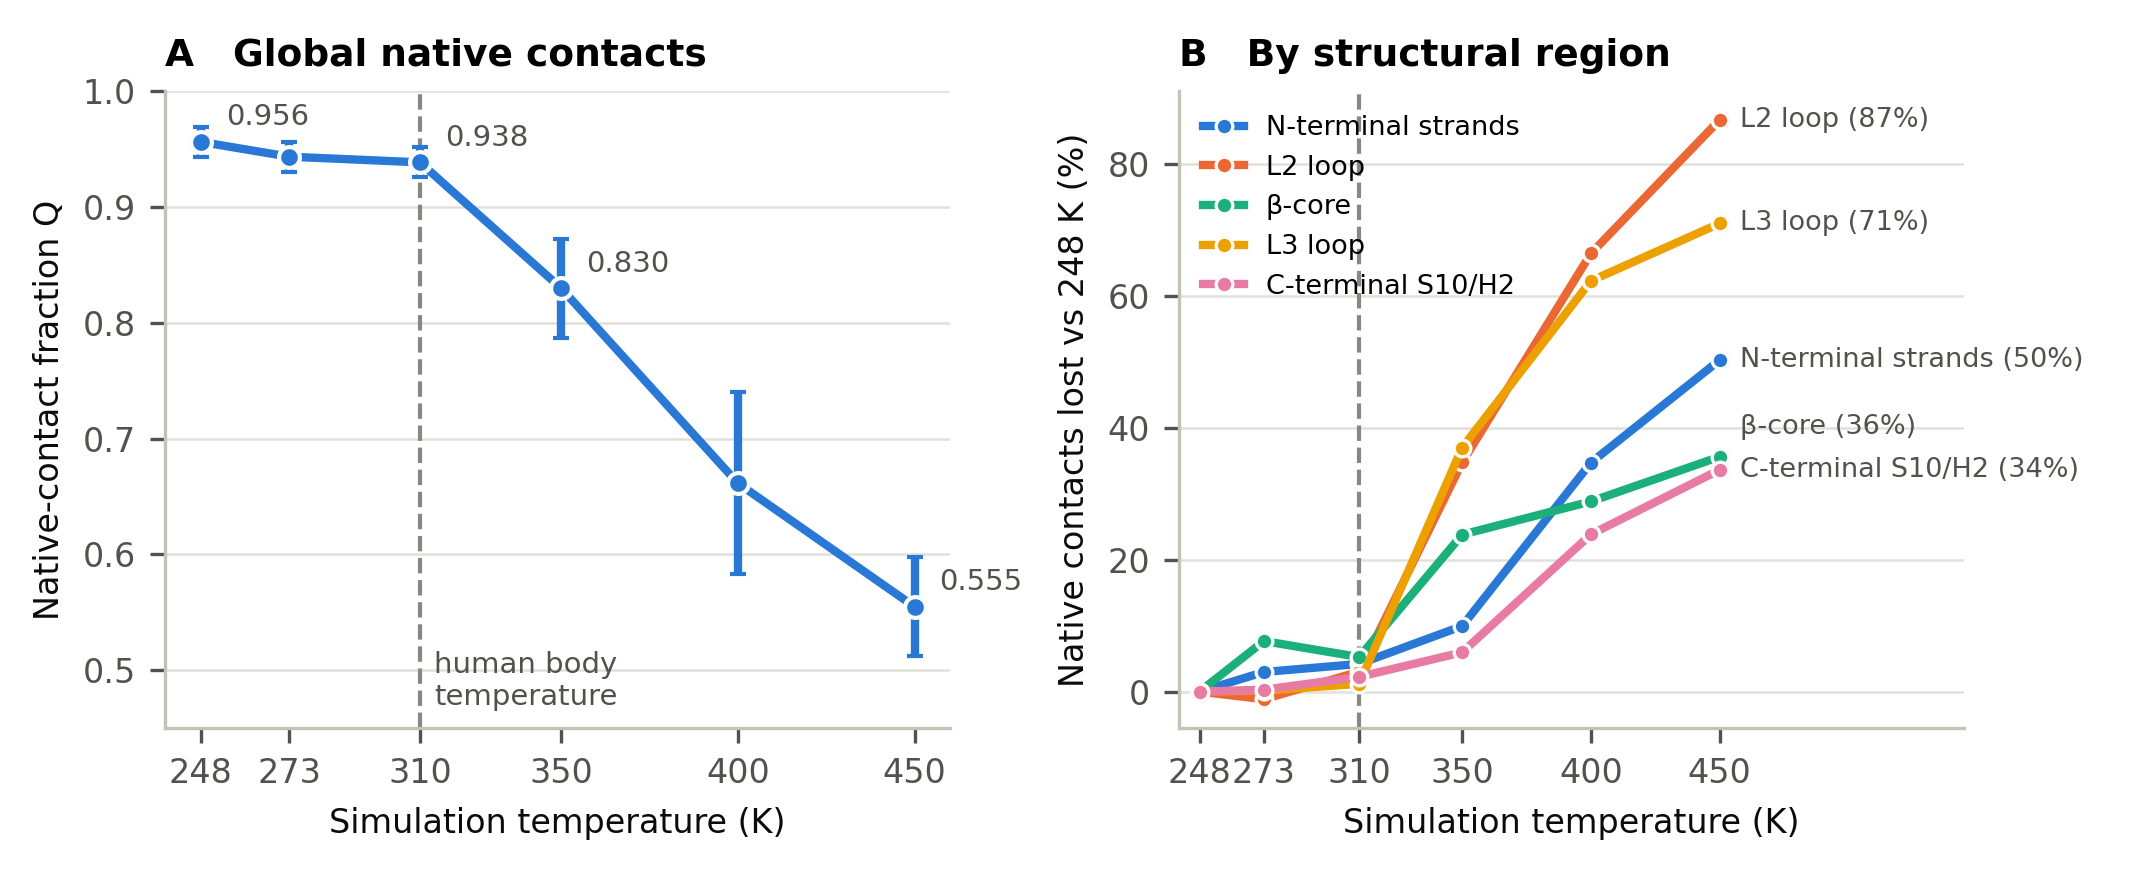 A Global native contacts
1.0
0.9
0.8
0.7
0.6
0.5
Native-contact fraction Q
0.956
0.938
0.830
0.555
human body
temperature
248 273 310 350 400 450
Simulation temperature (K)
B By structural region
80
60
40
20
0
Native contacts lost vs 248 K (%)
N-terminal strands
L2 loop
β-core
L3 loop
C-terminal S10/H2
L2 loop (87%)
L3 loop (71%)
N-terminal strands (50%)
β-core (36%)
C-terminal S10/H2 (34%)
248 273 310 350 400 450
Simulation temperature (K)